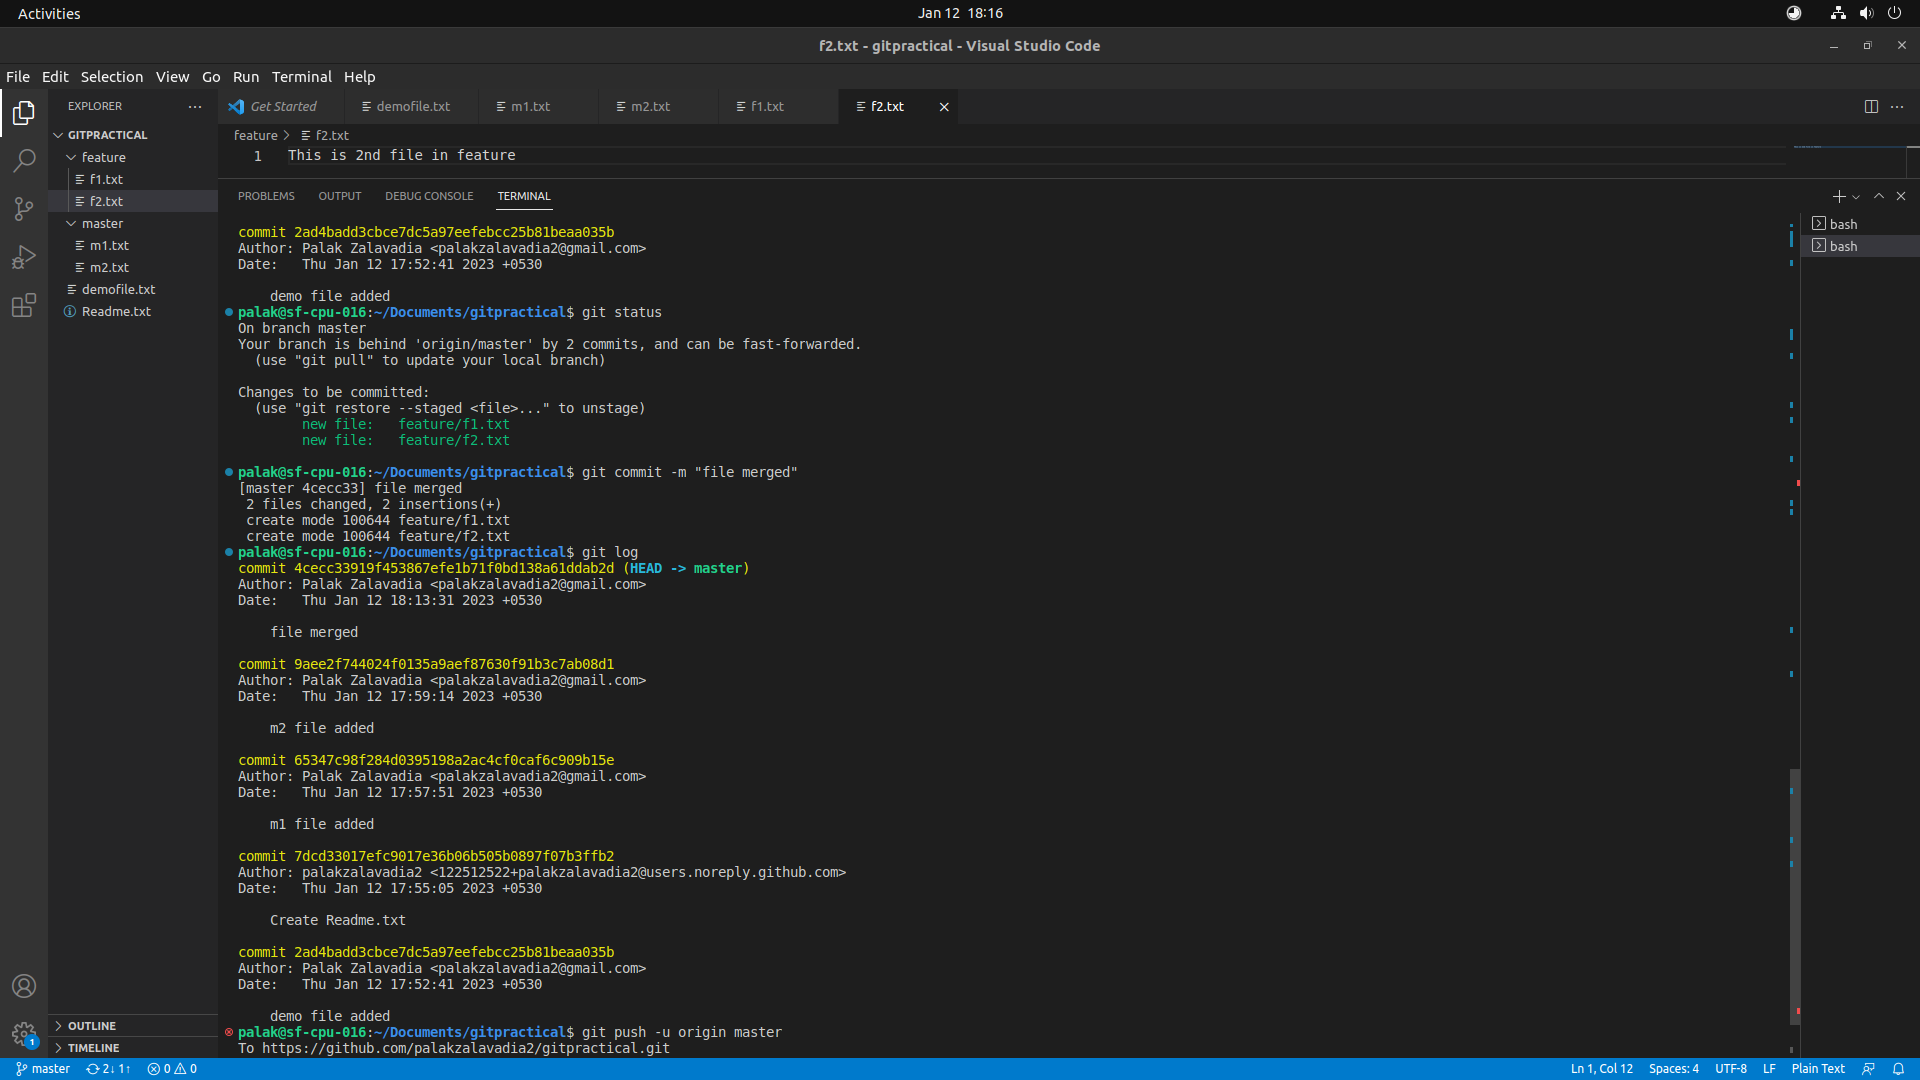 Activities
Jan 12 18:16
f2.txt - gitpractical - Visual Studio Code
File Edit Selection View Go Run Terminal Help
EXPLORER
Get Started
demofile.txt
m1.txt
m2.txt
f1.txt
f2.txt
GITPRACTICAL
feature
f1.txt
f2.txt
master
m1.txt
m2.txt
demofile.txt
Readme.txt
OUTLINE
TIMELINE
1
feature > f2.txt
1 This is 2nd file in feature
PROBLEMS OUTPUT DEBUG CONSOLE TERMINAL
bash
bash
commit 2ad4badd3cbce7dc5a97eefebcc25b81beaa035b
Author: Palak Zalavadia <palakzalavadia2@gmail.com>
Date:   Thu Jan 12 17:52:41 2023 +0530
demo file added
palak@sf-cpu-016:~/Documents/gitpractical$ git status
On branch master
Your branch is behind 'origin/master' by 2 commits, and can be fast-forwarded.
(use "git pull" to update your local branch)
Changes to be committed:
(use "git restore --staged <file>..." to unstage)
new file:   feature/f1.txt
new file:   feature/f2.txt
palak@sf-cpu-016:~/Documents/gitpractical$ git commit -m "file merged"
[master 4cecc33] file merged
2 files changed, 2 insertions(+)
create mode 100644 feature/f1.txt
create mode 100644 feature/f2.txt
palak@sf-cpu-016:~/Documents/gitpractical$ git log
commit 4cecc33919f453867efe1b71f0bd138a61ddab2d (HEAD -> master)
Author: Palak Zalavadia <palakzalavadia2@gmail.com>
Date:   Thu Jan 12 18:13:31 2023 +0530
file merged
commit 9aee2f744024f0135a9aef87630f91b3c7ab08d1
Author: Palak Zalavadia <palakzalavadia2@gmail.com>
Date:   Thu Jan 12 17:59:14 2023 +0530
m2 file added
commit 65347c98f284d0395198a2ac4cf0caf6c909b15e
Author: Palak Zalavadia <palakzalavadia2@gmail.com>
Date:   Thu Jan 12 17:57:51 2023 +0530
m1 file added
commit 7dcd33017efc9017e36b06b505b0897f07b3ffb2
Author: palakzalavadia2 <122512522+palakzalavadia2@users.noreply.github.com>
Date:   Thu Jan 12 17:55:05 2023 +0530
Create Readme.txt
commit 2ad4badd3cbce7dc5a97eefebcc25b81beaa035b
Author: Palak Zalavadia <palakzalavadia2@gmail.com>
Date:   Thu Jan 12 17:52:41 2023 +0530
demo file added
palak@sf-cpu-016:~/Documents/gitpractical$ git push -u origin master
To https://github.com/palakzalavadia2/gitpractical.git
master 2↓ 1↑ 0 0
Ln 1, Col 12 Spaces: 4 UTF-8 LF Plain Text